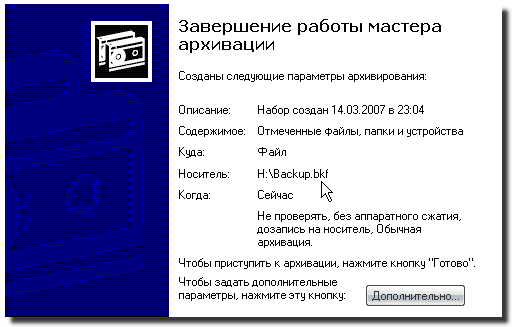 Завершение работы мастера
архивации
Созданы следующие параметры архивирования:
Описание: Набор создан 14.03.2007 в 23:04
Содержимое: Отмеченные файлы, папки и устройства
Куда: Файл
Носитель: H:\Backup.bkf
Когда: Сейчас
Не проверять, без аппаратного сжатия,
дозапись на носитель, Обычная
архивация.
Чтобы приступить к архивации, нажмите кнопку "Готово".
Чтобы задать дополнительные
параметры, нажмите эту кнопку: Дополнительно...